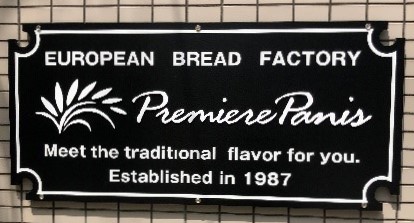 EUROPEAN BREAD FACTORY
Premiere Panis
Meet the traditional flavor for you.
Established in 1987